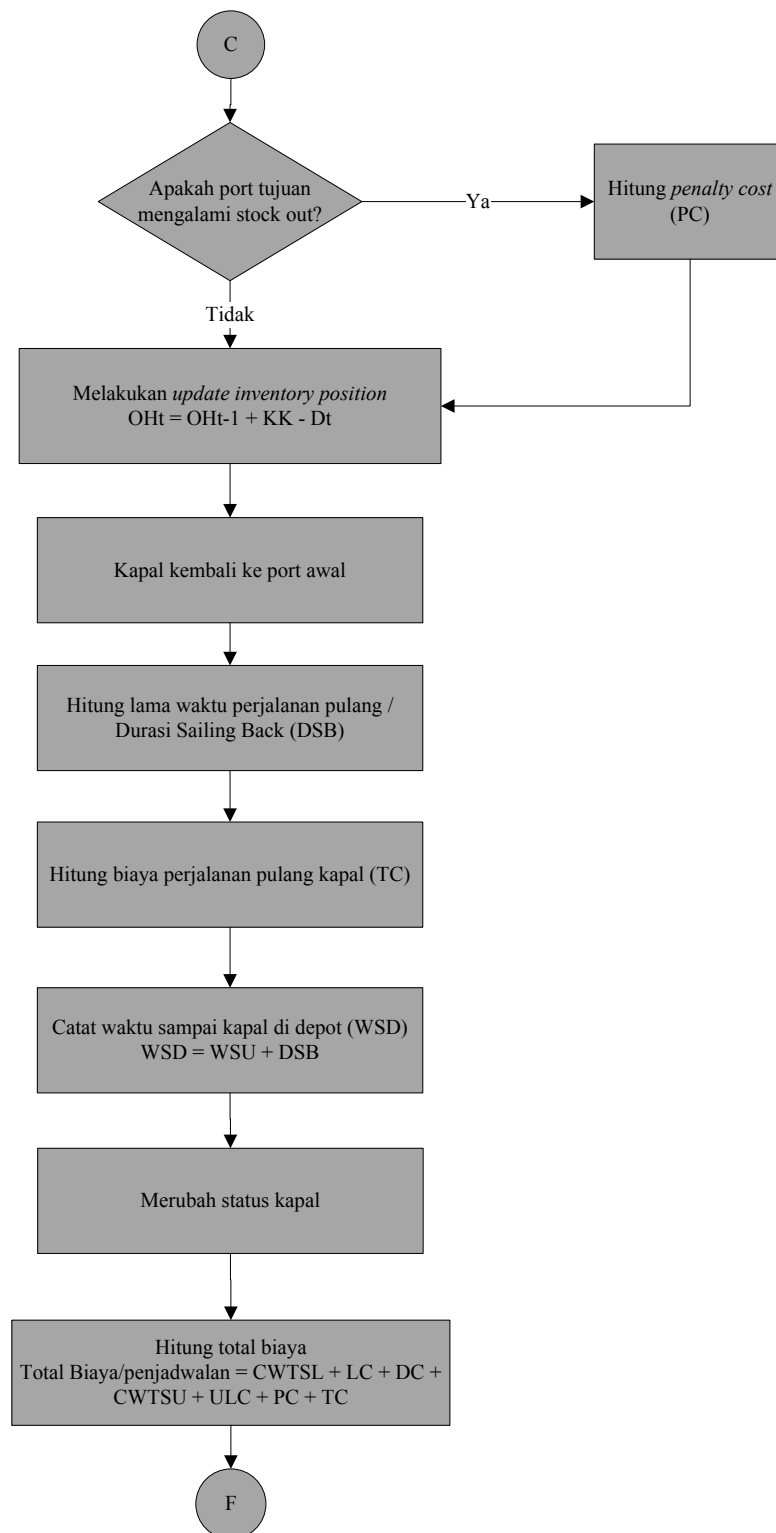 C
Apakah port tujuan
mengalami stock out?
Ya
Hitung penalty cost
(PC)
Tidak
Melakukan update inventory position
OHt = OHt-1 + KK - Dt
Kapal kembali ke port awal
Hitung lama waktu perjalanan pulang /
Durasi Sailing Back (DSB)
Hitung biaya perjalanan pulang kapal (TC)
Catat waktu sampai kapal di depot (WSD)
WSD = WSU + DSB
Merubah status kapal
Hitung total biaya
Total Biaya/penjadwalan = CWTSL + LC + DC +
CWTSU + ULC + PC + TC
F